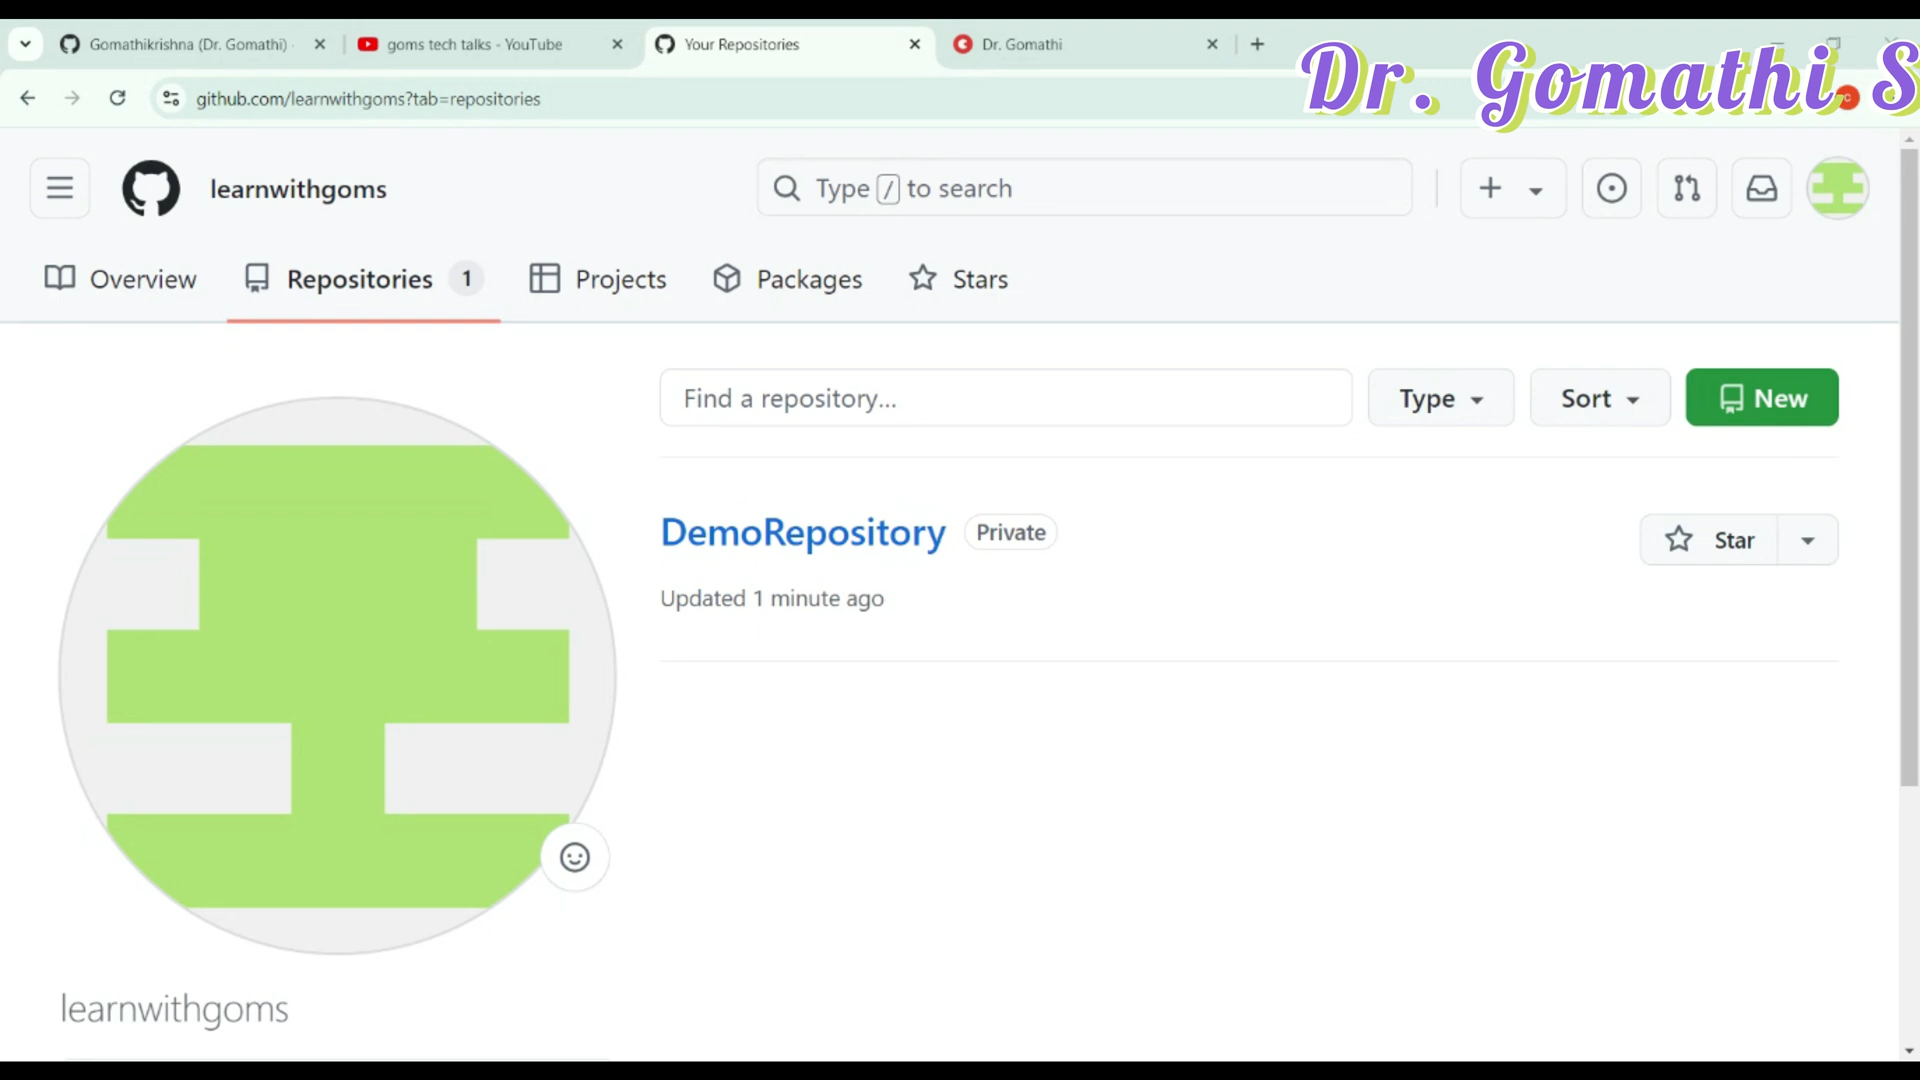 Gomathikrishna (Dr. Gomathi)
goms tech talks - YouTube
Your Repositories
Dr. Gomathi
Dr. Gomathi S
github.com/learnwithgoms?tab=repositories
learnwithgoms
Type / to search
Overview
Repositories 1
Projects
Packages
Stars
Find a repository...
Type
Sort
New
DemoRepository
Private
Star
Updated 1 minute ago
learnwithgoms